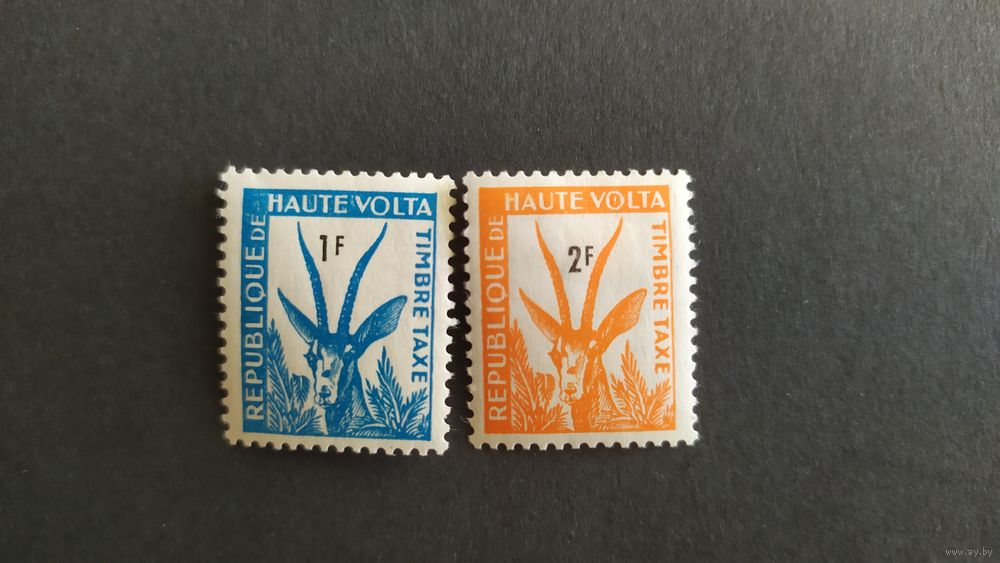 REPUBLIQUE DE
HAUTE VOLTA
TIMBRE TAXE
1F
REPUBLIQUE DE
HAUTE VOLTA
TIMBRE TAXE
2F
www.ay.by